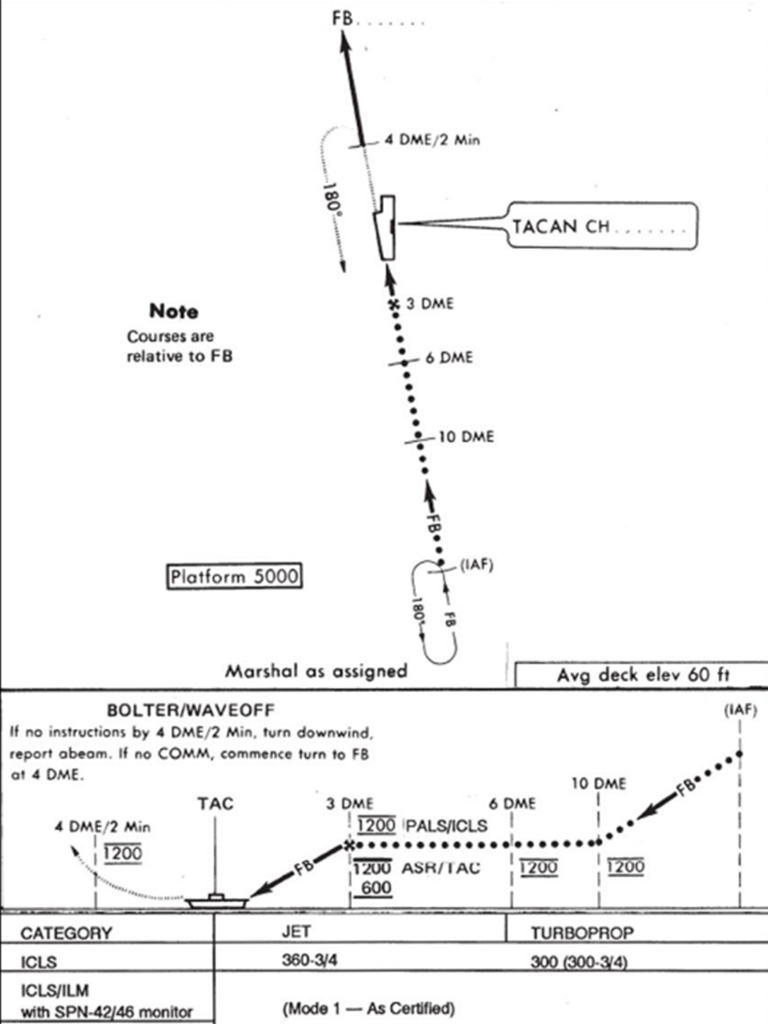 FB.......
4 DME/2 Min
180°
TACAN CH.......
3 DME
Note
Courses are
relative to FB
6 DME
10 DME
FB
(IAF)
Platform 5000
180°
FB
Marshal as assigned
Avg deck elev 60 ft
BOLTER/WAVEOFF
If no instructions by 4 DME/2 Min, turn downwind,
report abeam. If no COMM, commence turn to FB
at 4 DME.
(IAF)
10 DME
FB
TAC
3 DME
6 DME
4 DME/2 Min
1200
1200 PALS/ICLS
FB
1200 ASR/TAC
600
1200
1200
CATEGORY JET TURBOPROP
ICLS 360-3/4 300 (300-3/4)
ICLS/ILM
with SPN-42/46 monitor (Mode 1 — As Certified)